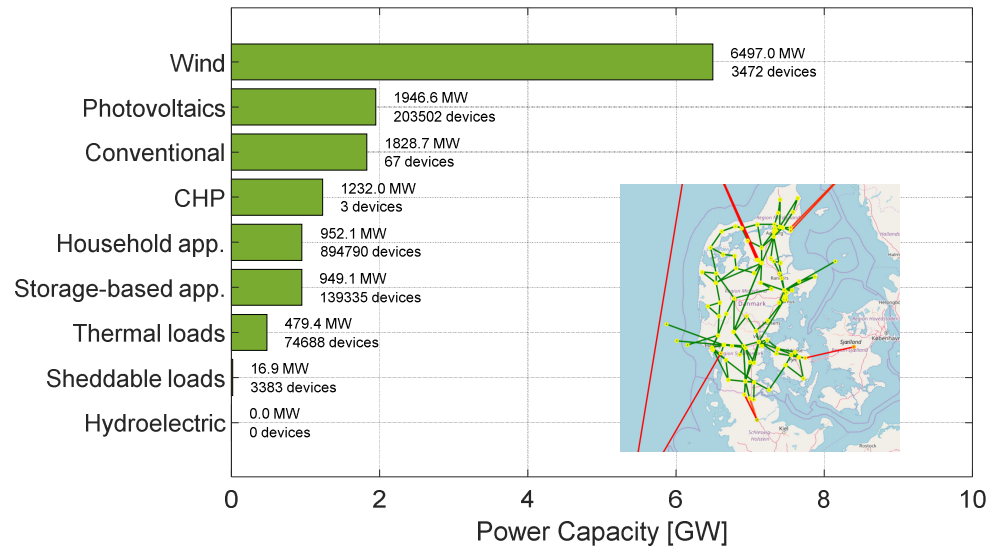 Wind
6497.0 MW
3472 devices
Photovoltaics
1946.6 MW
203502 devices
Conventional
1828.7 MW
67 devices
CHP
1232.0 MW
3 devices
Household app.
952.1 MW
894790 devices
Storage-based app.
949.1 MW
139335 devices
Thermal loads
479.4 MW
74688 devices
Sheddable loads
16.9 MW
3383 devices
Hydroelectric
0.0 MW
0 devices
Danmark
Sjælland
København
Kiel
Schleswig-
Holstein
Rostock
0
2
4
6
8
10
Power Capacity [GW]